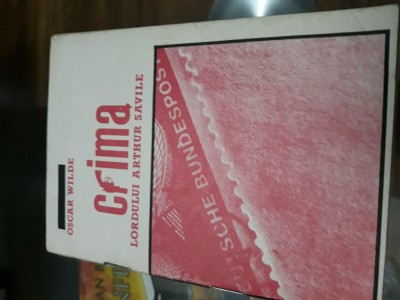 OSCAR WILDE
Crima
LORDULUI ARTHUR SAVILE
SCHE BUNDESPOST